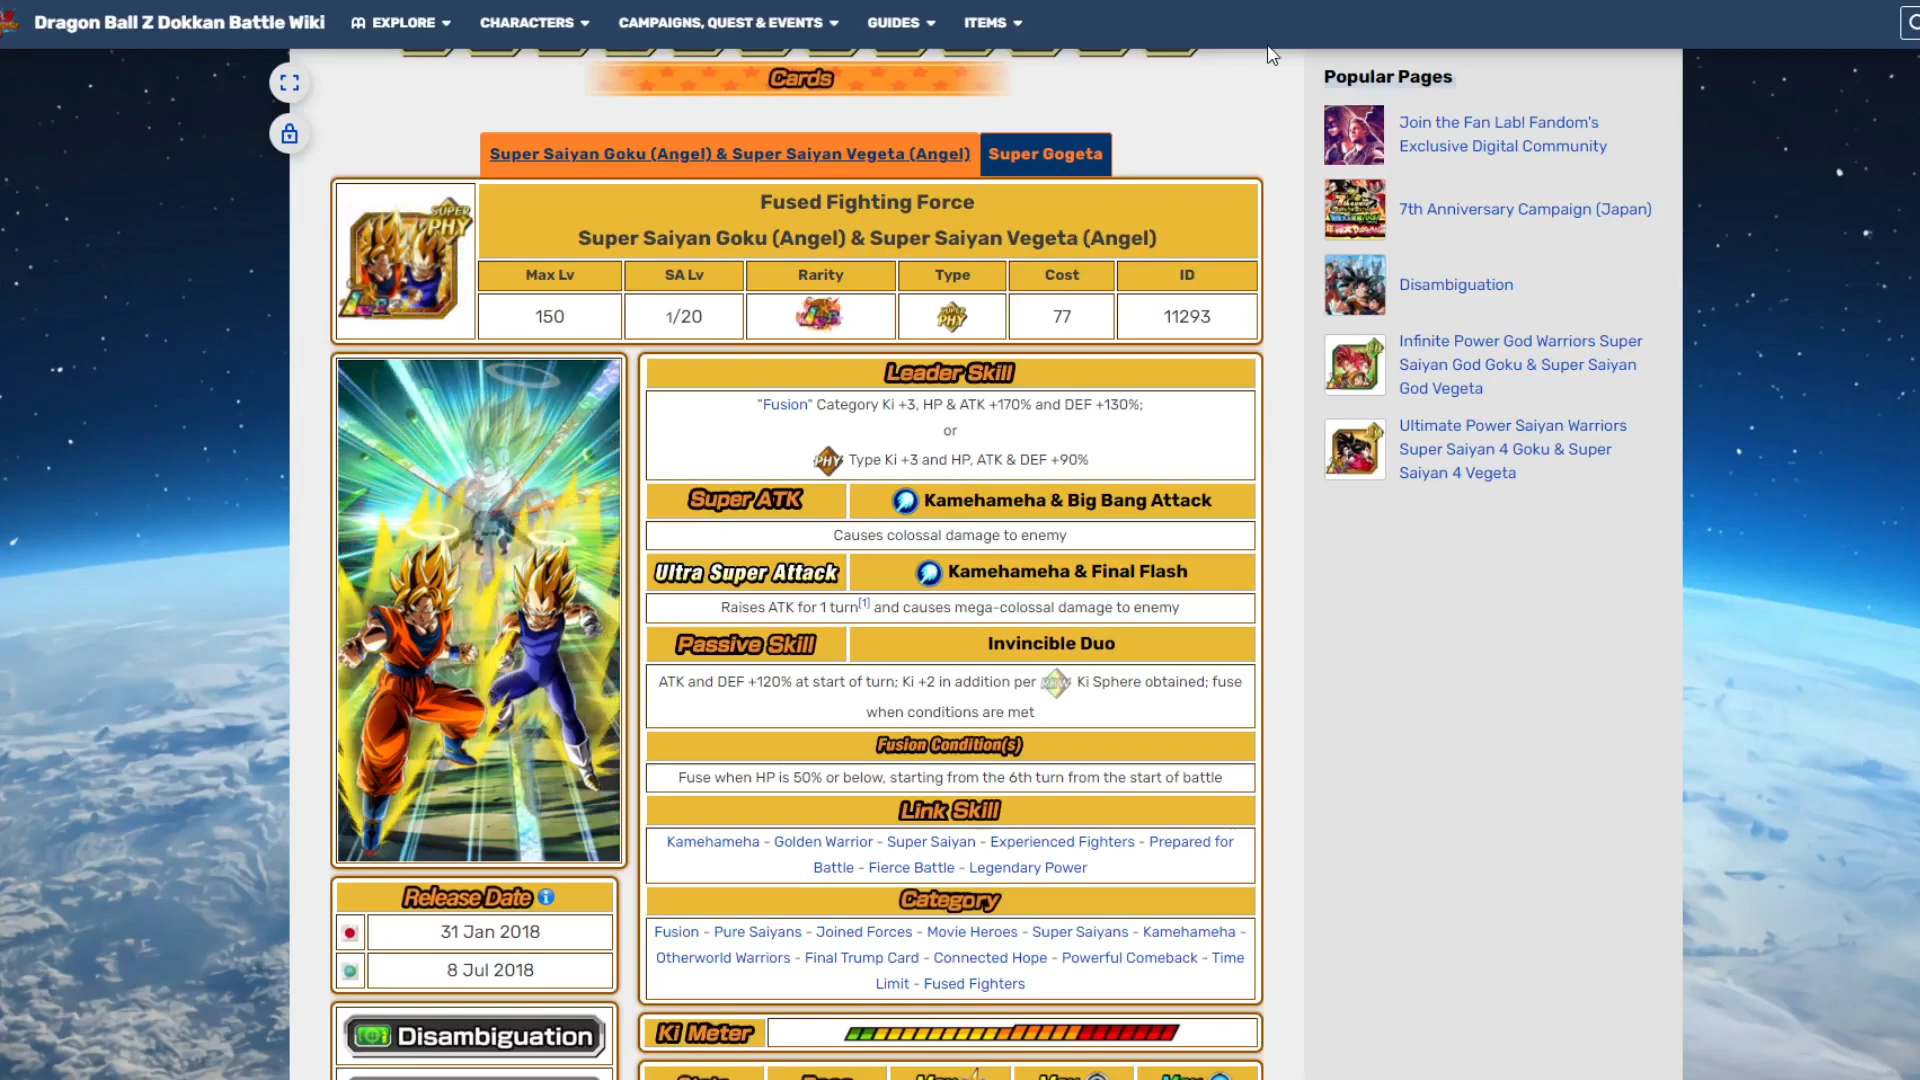 Dragon Ball Z Dokkan Battle Wiki
EXPLORE
CHARACTERS
CAMPAIGNS, QUEST & EVENTS
GUIDES
ITEMS
Cards
Super Saiyan Goku (Angel) & Super Saiyan Vegeta (Angel)
Super Gogeta
SUPER
PHY
LR
Fused Fighting Force
Super Saiyan Goku (Angel) & Super Saiyan Vegeta (Angel)
Max Lv
SA Lv
Rarity
Type
Cost
ID
150
1/20
LR
SUPER
PHY
77
11293
Leader Skill
"Fusion" Category Ki +3, HP & ATK +170% and DEF +130%;
or
PHY Type Ki +3 and HP, ATK & DEF +90%
Super ATK
Kamehameha & Big Bang Attack
Causes colossal damage to enemy
Ultra Super Attack
Kamehameha & Final Flash
Raises ATK for 1 turn[1] and causes mega-colossal damage to enemy
Passive Skill
Invincible Duo
ATK and DEF +120% at start of turn; Ki +2 in addition per RBW Ki Sphere obtained; fuse
when conditions are met
Fusion Condition(s)
Fuse when HP is 50% or below, starting from the 6th turn from the start of battle
Link Skill
Kamehameha - Golden Warrior - Super Saiyan - Experienced Fighters - Prepared for
Battle - Fierce Battle - Legendary Power
Category
Fusion - Pure Saiyans - Joined Forces - Movie Heroes - Super Saiyans - Kamehameha -
Otherworld Warriors - Final Trump Card - Connected Hope - Powerful Comeback - Time
Limit - Fused Fighters
Ki Meter
Release Date
31 Jan 2018
8 Jul 2018
Disambiguation
Popular Pages
Join the Fan Lab! Fandom's
Exclusive Digital Community
7th Anniversary Campaign (Japan)
Disambiguation
Infinite Power God Warriors Super
Saiyan God Goku & Super Saiyan
God Vegeta
Ultimate Power Saiyan Warriors
Super Saiyan 4 Goku & Super
Saiyan 4 Vegeta